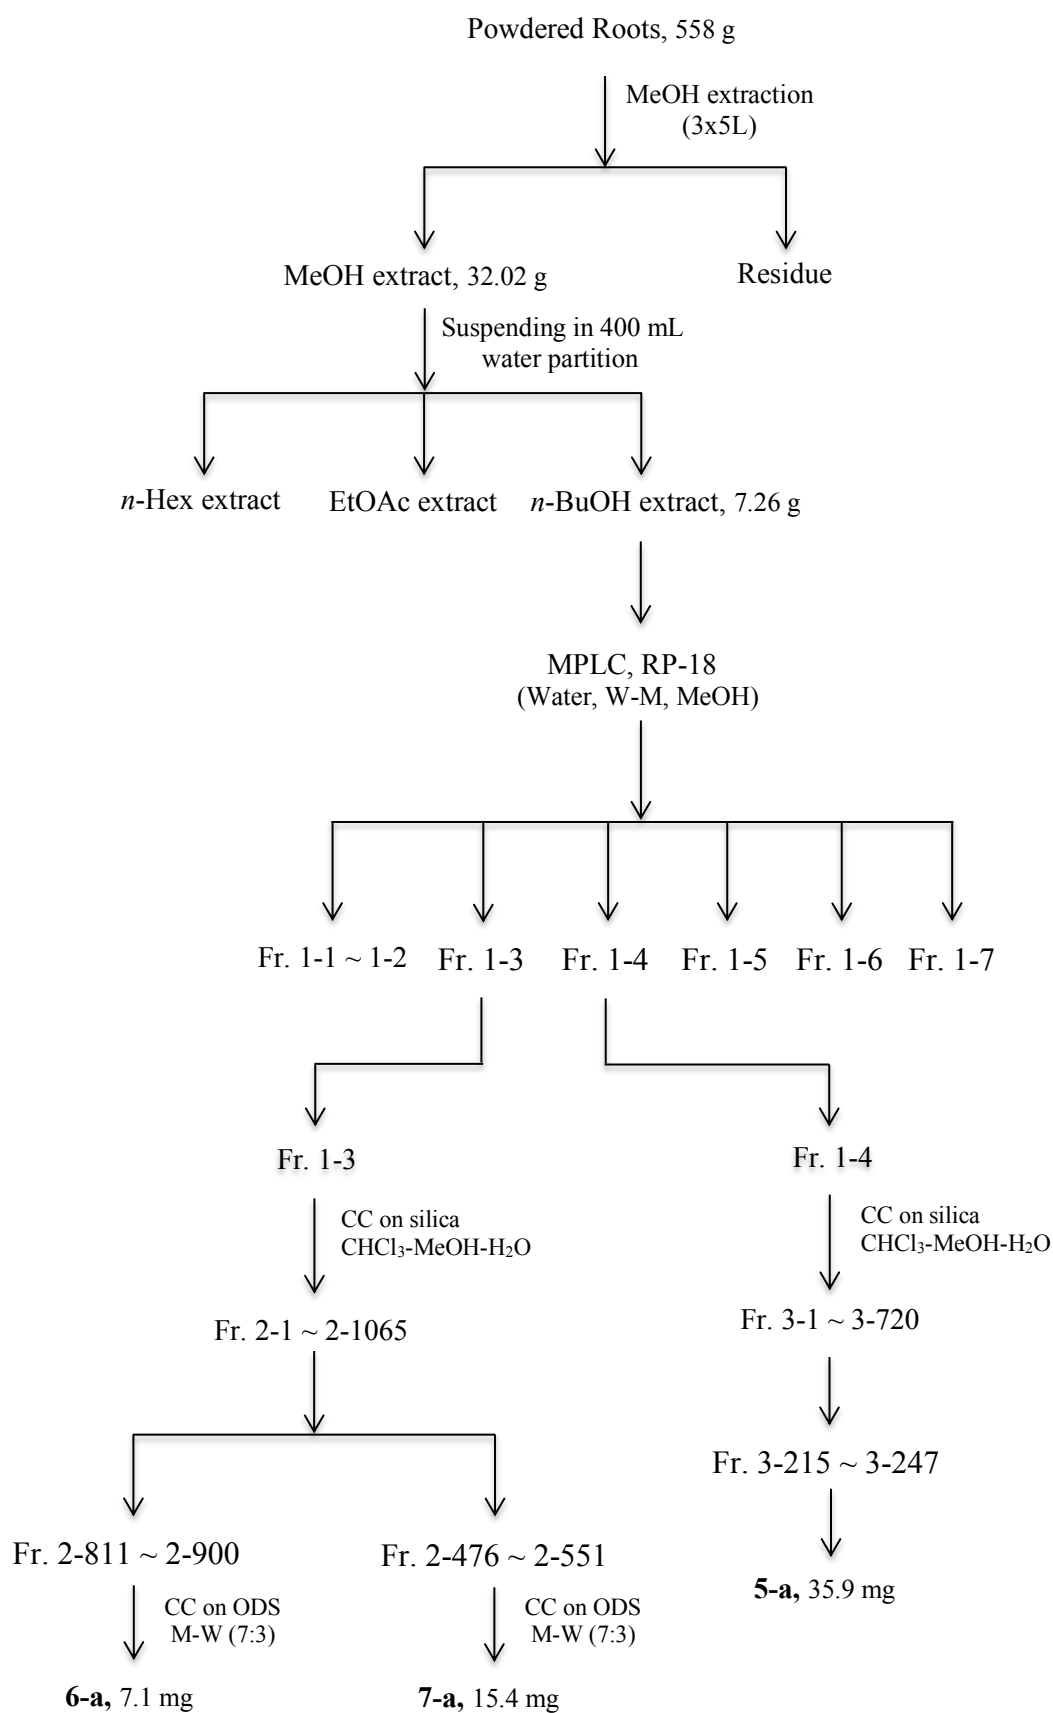 Powdered Roots, 558 g
MeOH extraction
(3x5L)
MeOH extract, 32.02 g
Residue
Suspending in 400 mL
water partition
n-Hex extract
EtOAc extract
n-BuOH extract, 7.26 g
MPLC, RP-18
(Water, W-M, MeOH)
Fr. 1-1 ~ 1-2
Fr. 1-3
Fr. 1-4
Fr. 1-5
Fr. 1-6
Fr. 1-7
Fr. 1-3
Fr. 1-4
CC on silica
CHCl₃-MeOH-H₂O
CC on silica
CHCl₃-MeOH-H₂O
Fr. 2-1 ~ 2-1065
Fr. 3-1 ~ 3-720
Fr. 3-215 ~ 3-247
Fr. 2-811 ~ 2-900
Fr. 2-476 ~ 2-551
5-a, 35.9 mg
CC on ODS
M-W (7:3)
CC on ODS
M-W (7:3)
6-a, 7.1 mg
7-a, 15.4 mg